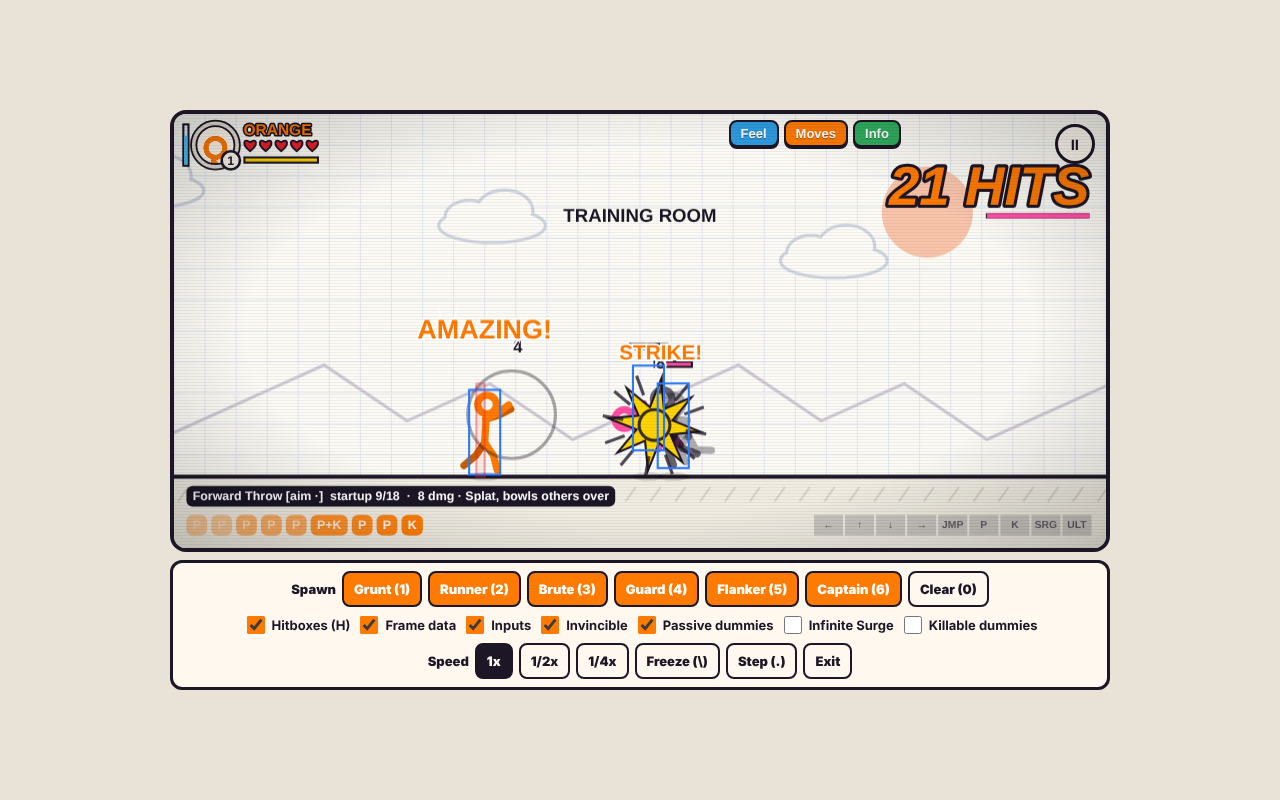 ORANGE
1
Feel
Moves
Info
21 HITS
TRAINING ROOM
AMAZING!
4
STRIKE!
Forward Throw [aim ·] startup 9/18 · 8 dmg · Splat, bowls others over
P P P P P P+K P P K
← ↑ ↓ → JMP P K SRG ULT
Spawn Grunt (1) Runner (2) Brute (3) Guard (4) Flanker (5) Captain (6) Clear (0)
Hitboxes (H) Frame data Inputs Invincible Passive dummies Infinite Surge Killable dummies
Speed 1x 1/2x 1/4x Freeze (\) Step (.) Exit